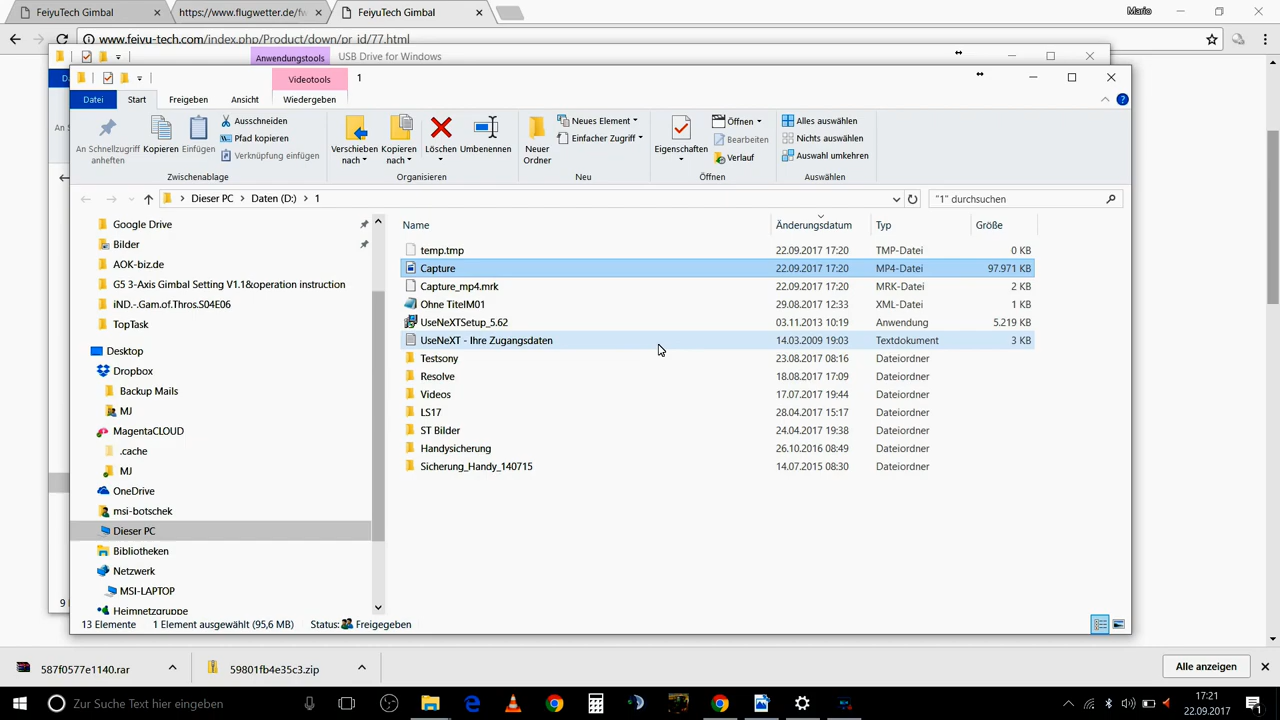 FeiyuTech Gimbal
https://www.flugwetter.de/fw
FeiyuTech Gimbal
Mario
www.feiyu-tech.com/index.php/Product/down/pr_id/77.html
Anwendungstools
USB Drive for Windows
Videotools
1
Datei
Start
Freigeben
Ansicht
Wiedergeben
An Schnellzugriff
anheften
Kopieren
Einfügen
Ausschneiden
Pfad kopieren
Verknüpfung einfügen
Zwischenablage
Verschieben
nach
Kopieren
nach
Löschen
Umbenennen
Organisieren
Neuer
Ordner
Neues Element
Einfacher Zugriff
Neu
Eigenschaften
Öffnen
Bearbeiten
Verlauf
Öffnen
Alles auswählen
Nichts auswählen
Auswahl umkehren
Auswählen
Dieser PC > Daten (D:) > 1
"1" durchsuchen
Google Drive
Bilder
AOK-biz.de
G5 3-Axis Gimbal Setting V1.1&operation instruction
iND.-.Gam.of.Thros.S04E06
TopTask
Desktop
Dropbox
Backup Mails
MJ
MagentaCLOUD
.cache
MJ
OneDrive
msi-botschek
Dieser PC
Bibliotheken
Netzwerk
MSI-LAPTOP
Heimnetzgruppe
Name Änderungsdatum Typ Größe
temp.tmp 22.09.2017 17:20 TMP-Datei 0 KB
Capture 22.09.2017 17:20 MP4-Datei 97.971 KB
Capture_mp4.mrk 22.09.2017 17:20 MRK-Datei 2 KB
Ohne TitelM01 29.08.2017 12:33 XML-Datei 1 KB
UseNeXTSetup_5.62 03.11.2013 10:19 Anwendung 5.219 KB
UseNeXT - Ihre Zugangsdaten 14.03.2009 19:03 Textdokument 3 KB
Testsony 23.08.2017 08:16 Dateiordner
Resolve 18.08.2017 17:09 Dateiordner
Videos 17.07.2017 19:44 Dateiordner
LS17 28.04.2017 15:17 Dateiordner
ST Bilder 24.04.2017 19:38 Dateiordner
Handysicherung 26.10.2016 08:49 Dateiordner
Sicherung_Handy_140715 14.07.2015 08:30 Dateiordner
13 Elemente 1 Element ausgewählt (95,6 MB) Status: Freigegeben
587f0577e1140.rar
59801fb4e35c3.zip
Alle anzeigen
Zur Suche Text hier eingeben
17:21
22.09.2017